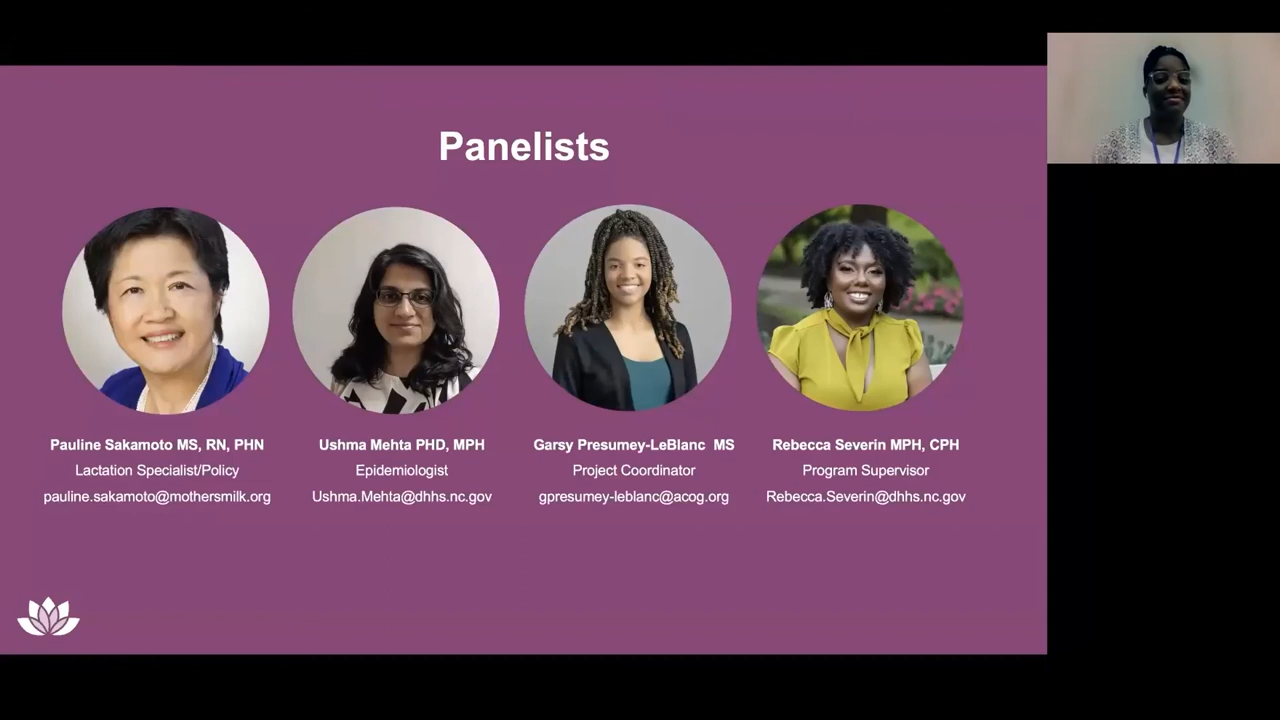 Panelists
Pauline Sakamoto MS, RN, PHN
Lactation Specialist/Policy
pauline.sakamoto@mothersmilk.org
Ushma Mehta PHD, MPH
Epidemiologist
Ushma.Mehta@dhhs.nc.gov
Garsy Presumey-LeBlanc  MS
Project Coordinator
gpresumey-leblanc@acog.org
Rebecca Severin MPH, CPH
Program Supervisor
Rebecca.Severin@dhhs.nc.gov